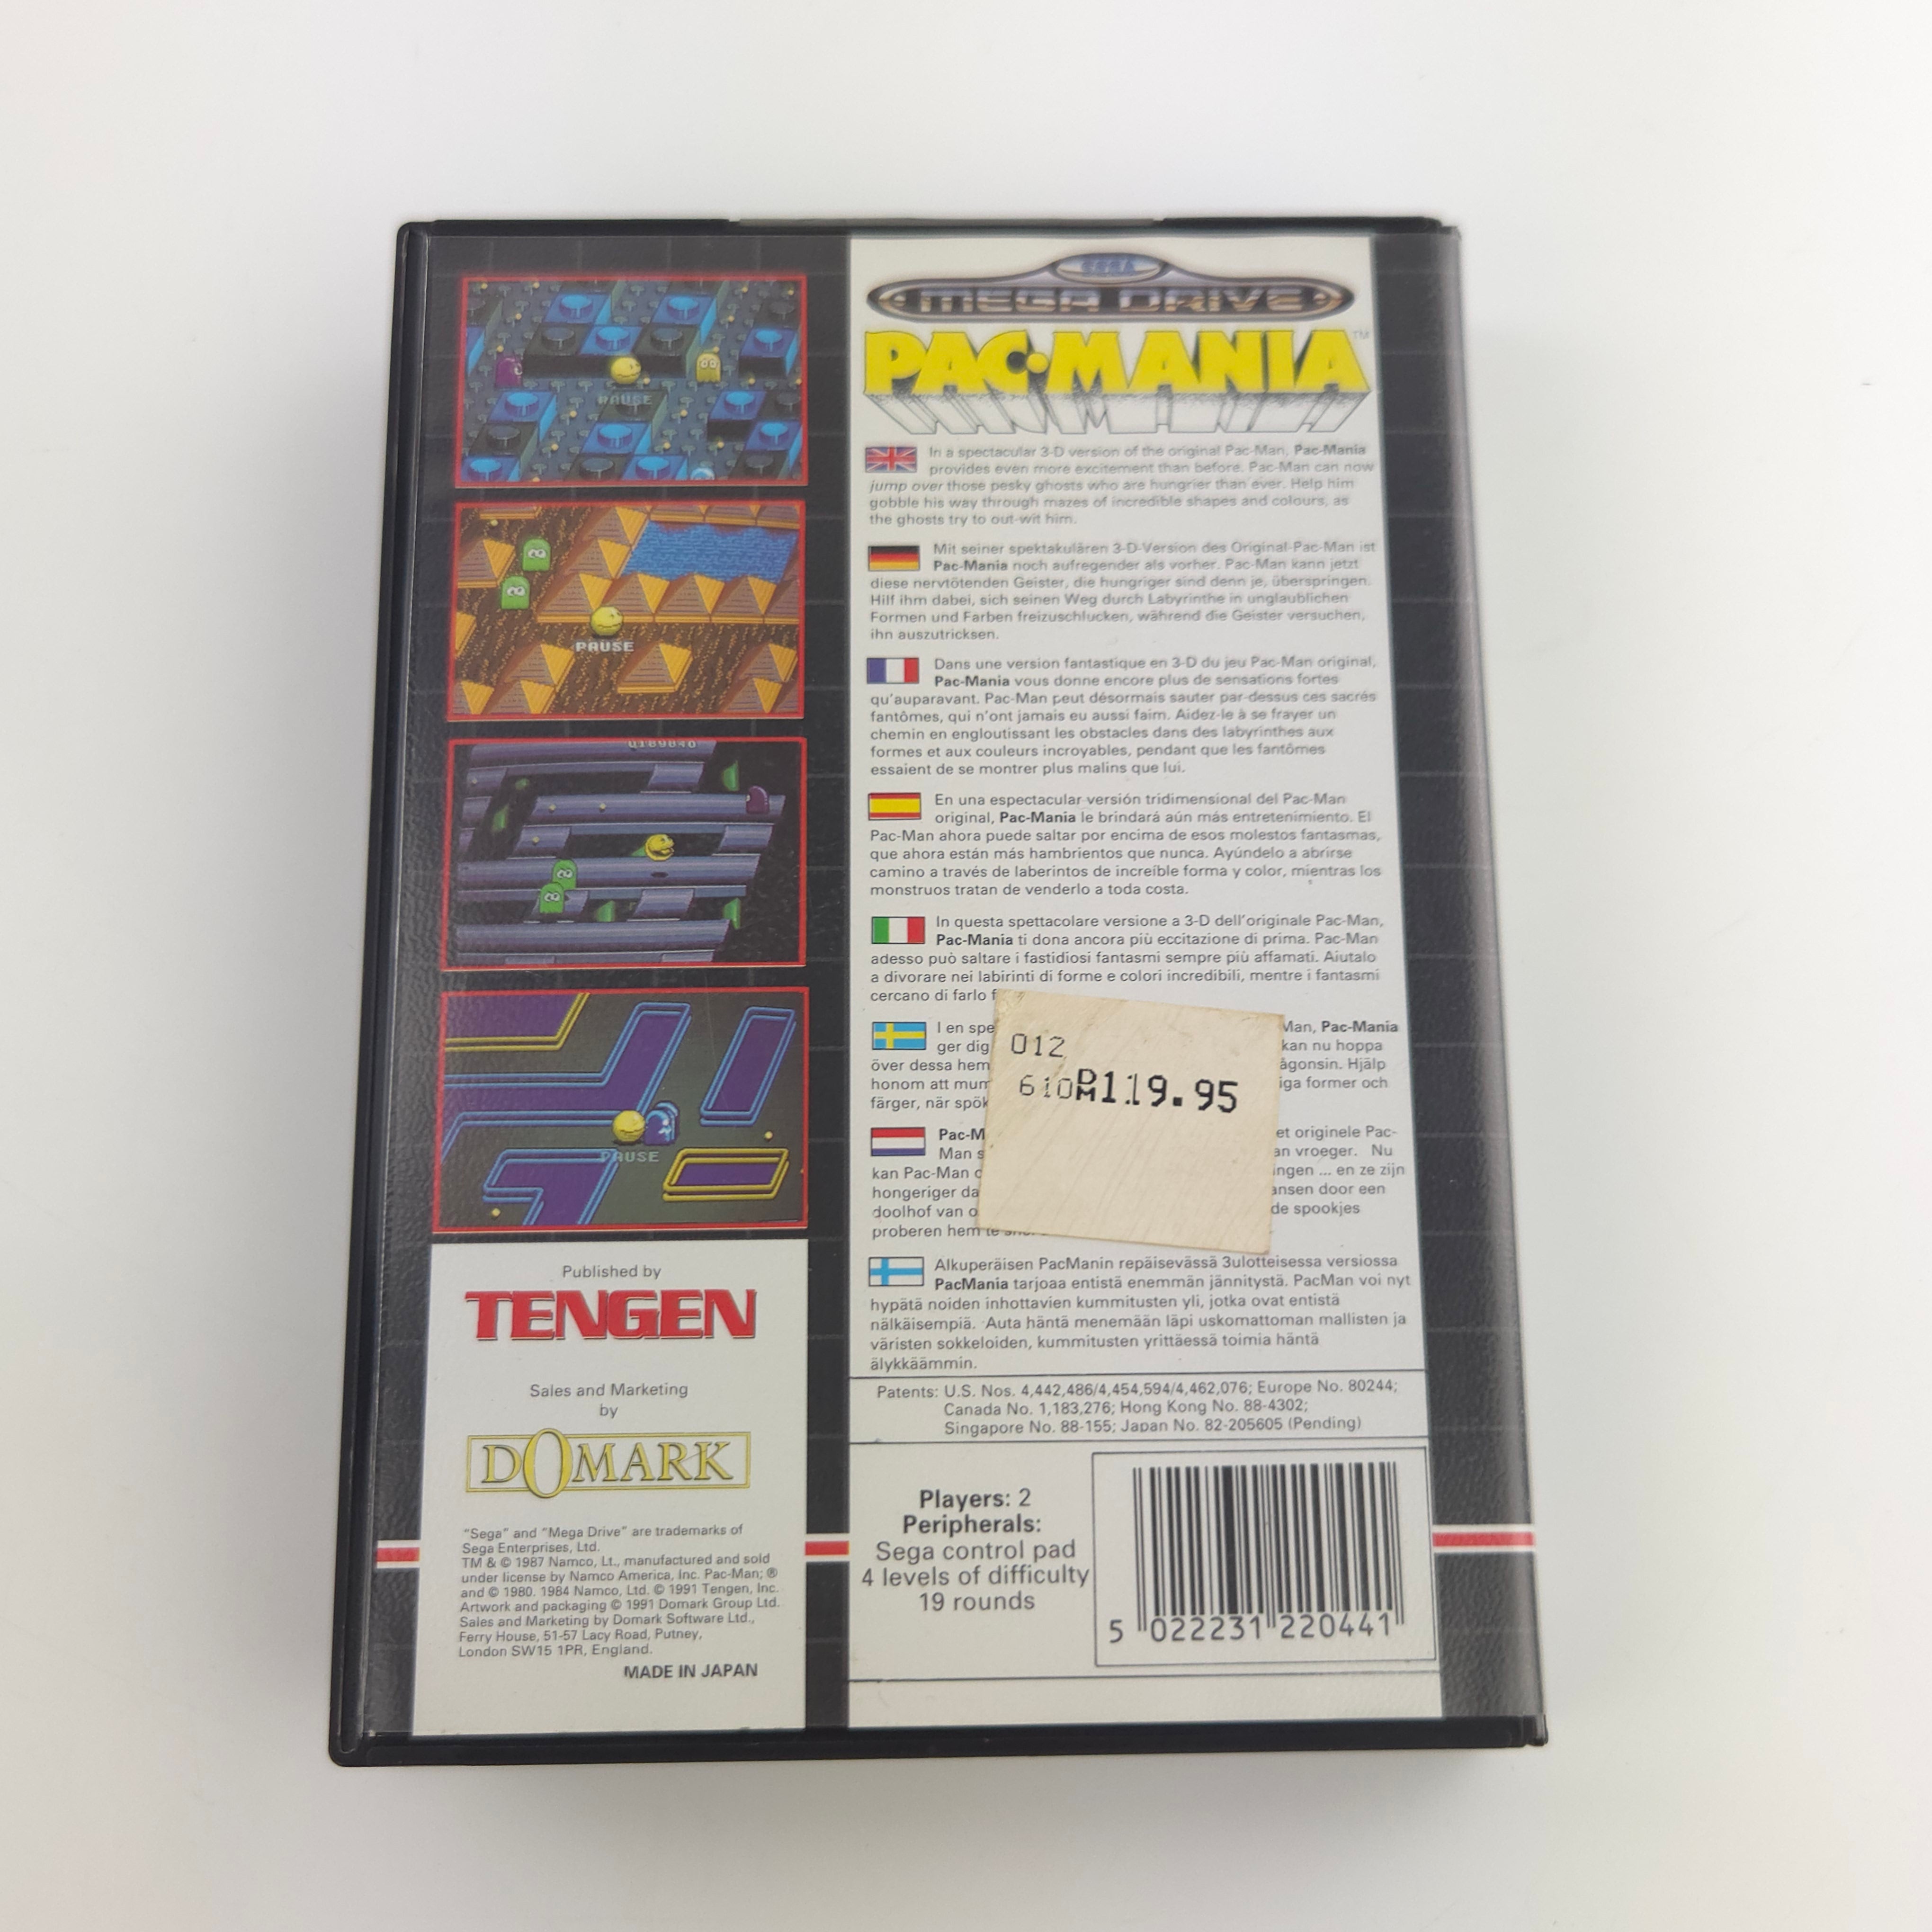 PAUSE
PAUSE
0189840
PAUSE
Published by
TENGEN
Sales and Marketing
by
DOMARK
"Sega" and "Mega Drive" are trademarks of
Sega Enterprises, Ltd.
TM & © 1987 Namco, Lt., manufactured and sold
under license by Namco America, Inc. Pac-Man; ®
and © 1980. 1984 Namco, Ltd. © 1991 Tengen, Inc.
Artwork and packaging © 1991 Domark Group Ltd.
Sales and Marketing by Domark Software Ltd.,
Ferry House, 51-57 Lacy Road, Putney,
London SW15 1PR, England.
MADE IN JAPAN
SEGA
MEGA DRIVE
PAC·MANIA™
In a spectacular 3-D version of the original Pac-Man, Pac-Mania
provides even more excitement than before. Pac-Man can now
jump over those pesky ghosts who are hungrier than ever. Help him
gobble his way through mazes of incredible shapes and colours, as
the ghosts try to out-wit him.
Mit seiner spektakulären 3-D-Version des Original-Pac-Man ist
Pac-Mania noch aufregender als vorher. Pac-Man kann jetzt
diese nervtötenden Geister, die hungriger sind denn je, überspringen.
Hilf ihm dabei, sich seinen Weg durch Labyrinthe in unglaublichen
Formen und Farben freizuschlucken, während die Geister versuchen,
ihn auszutricksen.
Dans une version fantastique en 3-D du jeu Pac-Man original,
Pac-Mania vous donne encore plus de sensations fortes
qu'auparavant. Pac-Man peut désormais sauter par-dessus ces sacrés
fantômes, qui n'ont jamais eu aussi faim. Aidez-le à se frayer un
chemin en engloutissant les obstacles dans des labyrinthes aux
formes et aux couleurs incroyables, pendant que les fantômes
essaient de se montrer plus malins que lui.
En una espectacular versión tridimensional del Pac-Man
original, Pac-Mania le brindará aún más entretenimiento. El
Pac-Man ahora puede saltar por encima de esos molestos fantasmas,
que ahora están más hambrientos que nunca. Ayúndelo a abrirse
camino a través de laberintos de increíble forma y color, mientras los
monstruos tratan de venderlo a toda costa.
In questa spettacolare versione a 3-D dell'originale Pac-Man,
Pac-Mania ti dona ancora più eccitazione di prima. Pac-Man
adesso può saltare i fastidiosi fantasmi sempre più affamati. Aiutalo
a divorare nei labirinti di forme e colori incredibili, mentre i fantasmi
cercano di farlo f
I en spe Man, Pac-Mania
ger dig kan nu hoppa
över dessa hem ågonsin. Hjälp
honom att mum iga former och
färger, när spök
012
610DM119.95
Pac-M et originele Pac-
Man s an vroeger. Nu
kan Pac-Man o ingen ... en ze zijn
hongeriger da ansen door een
doolhof van o de spookjes
proberen hem te
Alkuperäisen PacManin repäisevässä 3ulotteisessa versiossa
PacMania tarjoaa entistä enemmän jännitystä. PacMan voi nyt
hypätä noiden inhottavien kummitusten yli, jotka ovat entistä
nälkäisempiä. Auta häntä menemään läpi uskomattoman mallisten ja
väristen sokkeloiden, kummitusten yrittäessä toimia häntä
älykkäämmin.
Patents: U.S. Nos. 4,442,486/4,454,594/4,462,076; Europe No. 80244;
Canada No. 1,183,276; Hong Kong No. 88-4302;
Singapore No. 88-155; Japan No. 82-205605 (Pending)
Players: 2
Peripherals:
Sega control pad
4 levels of difficulty
19 rounds
5 022231 220441